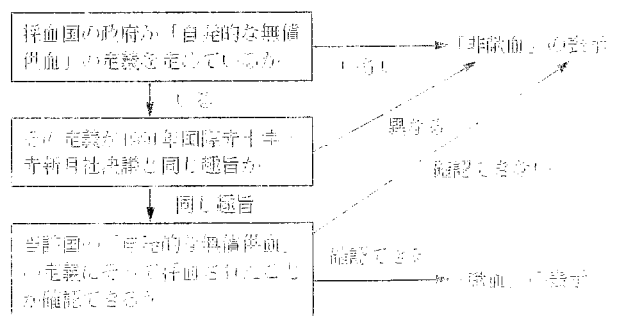 採血国の政府が「自発的な無償
供血」の定義を定めているか
「非献血」の表示
いない
いる
その定義が1991年国際赤十字・
赤新月社決議と同じ趣旨か
異なる
確認できない
同じ趣旨
当該国の「自発的な無償供血」
の定義に沿って採血されたことが
確認できるか
確認できる
「献血」の表示